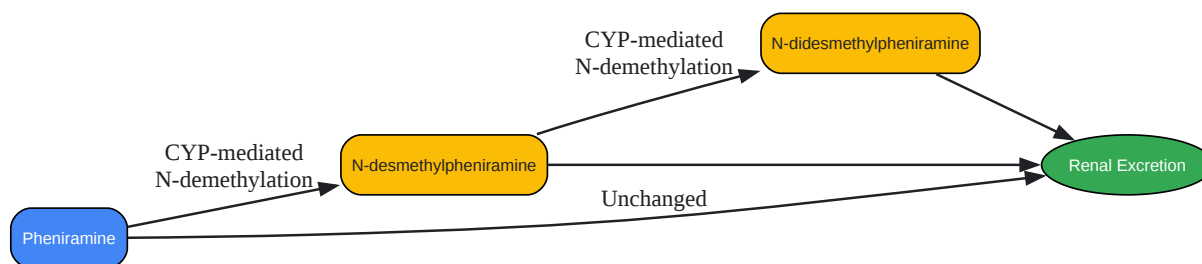 CYP-mediated
N-demethylation
N-didesmethylpheniramine
CYP-mediated
N-demethylation
N-desmethylpheniramine
Renal Excretion
Unchanged
Pheniramine